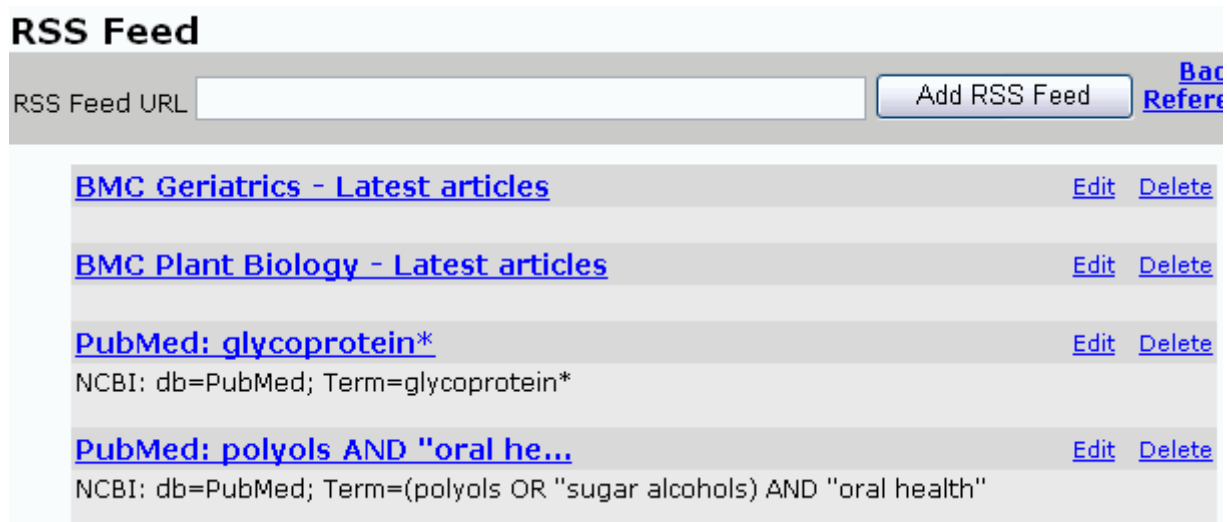 RSS Feed
RSS Feed URL Add RSS Feed
BMC Geriatrics - Latest articles Edit Delete
BMC Plant Biology - Latest articles Edit Delete
PubMed: glycoprotein* Edit Delete
NCBI: db=PubMed; Term=glycoprotein*
PubMed: polyols AND "oral he... Edit Delete
NCBI: db=PubMed; Term=(polyols OR "sugar alcohols) AND "oral health"